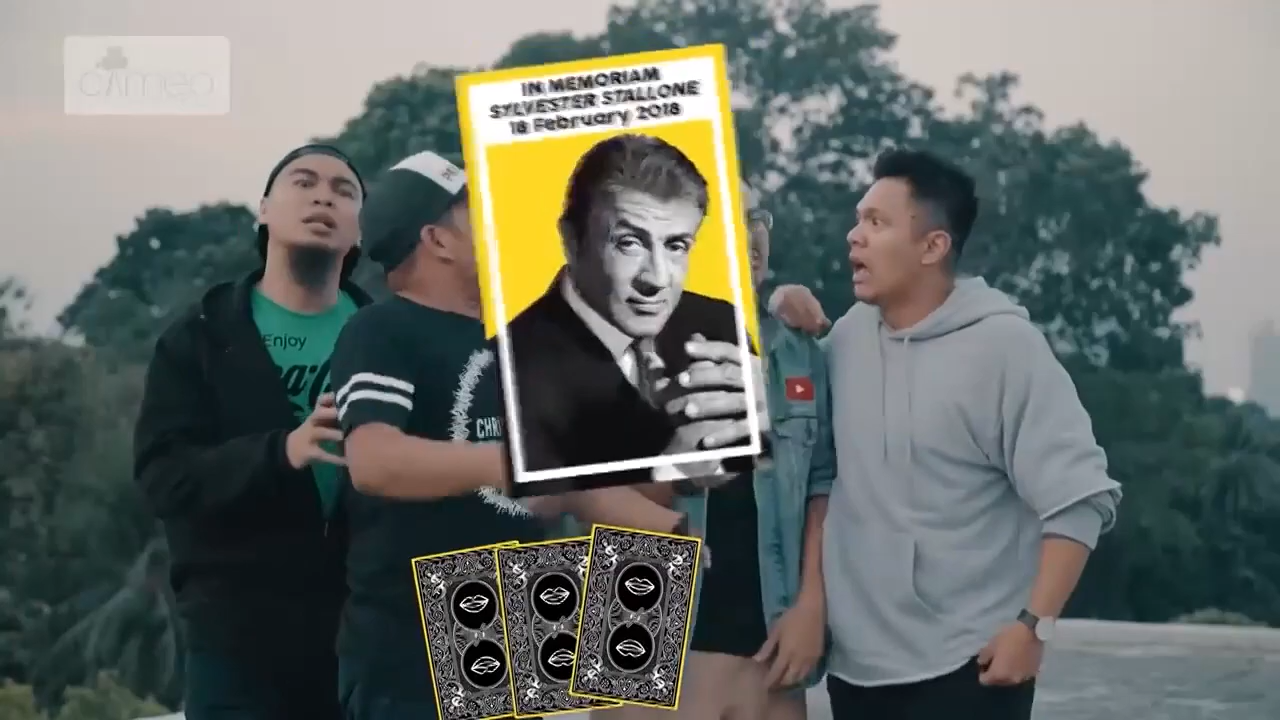 cameo
IN MEMORIAM
SYLVESTER STALLONE
18 February 2018
Enjoy